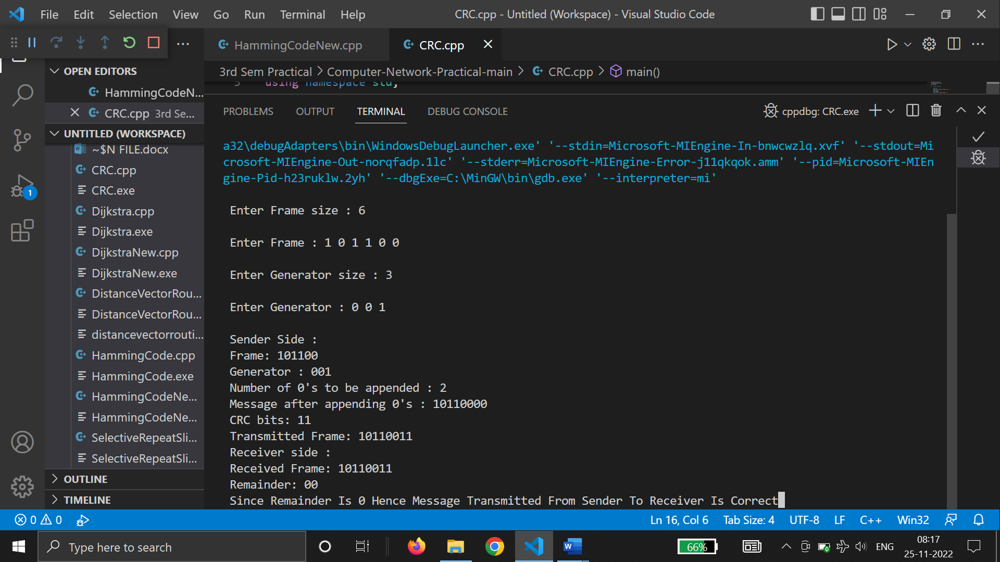 File Edit Selection View Go Run Terminal Help
CRC.cpp - Untitled (Workspace) - Visual Studio Code
HammingCodeNew.cpp
CRC.cpp
OPEN EDITORS
HammingCodeN...
CRC.cpp 3rd Se...
UNTITLED (WORKSPACE)
~$N FILE.docx
CRC.cpp
CRC.exe
Dijkstra.cpp
Dijkstra.exe
DijkstraNew.cpp
DijkstraNew.exe
DistanceVectorRou...
DistanceVectorRou...
distancevectorrouti...
HammingCode.cpp
HammingCode.exe
HammingCodeNe...
HammingCodeNe...
SelectiveRepeatSli...
SelectiveRepeatSli...
OUTLINE
TIMELINE
1
3rd Sem Practical > Computer-Network-Practical-main > CRC.cpp > main()
3 using namespace std;
PROBLEMS OUTPUT TERMINAL DEBUG CONSOLE
cppdbg: CRC.exe
a32\debugAdapters\bin\WindowsDebugLauncher.exe' '--stdin=Microsoft-MIEngine-In-bnwcwzlq.xvf' '--stdout=Mi
crosoft-MIEngine-Out-norqfadp.1lc' '--stderr=Microsoft-MIEngine-Error-j11qkqok.amm' '--pid=Microsoft-MIEn
gine-Pid-h23ruklw.2yh' '--dbgExe=C:\MinGW\bin\gdb.exe' '--interpreter=mi'
Enter Frame size : 6
Enter Frame : 1 0 1 1 0 0
Enter Generator size : 3
Enter Generator : 0 0 1
Sender Side :
Frame: 101100
Generator : 001
Number of 0's to be appended : 2
Message after appending 0's : 10110000
CRC bits: 11
Transmitted Frame: 10110011
Receiver side :
Received Frame: 10110011
Remainder: 00
Since Remainder Is 0 Hence Message Transmitted From Sender To Receiver Is Correct
0 0
Ln 16, Col 6 Tab Size: 4 UTF-8 LF C++ Win32
Type here to search
66%
ENG
08:17
25-11-2022